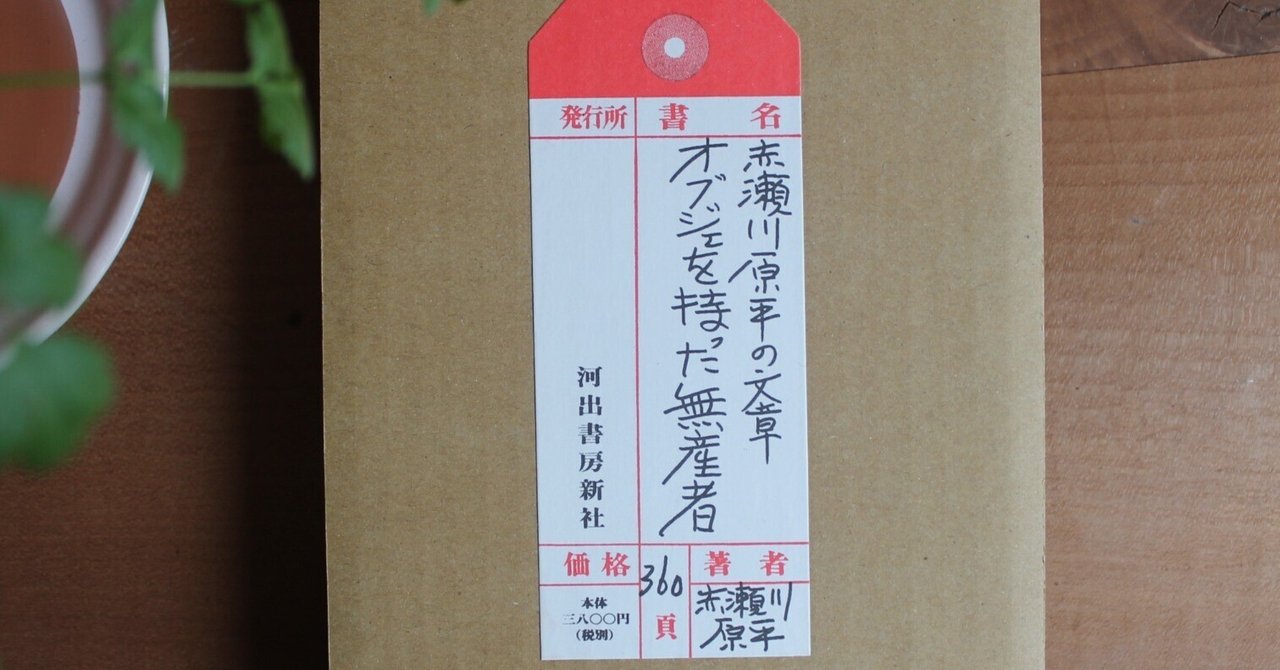 書名
赤瀬川原平の文章
オブジェを持った無産者
発行所
河出書房新社
著者
赤瀬川
原平
360
頁
価格
本体
三八〇〇円
(税別)